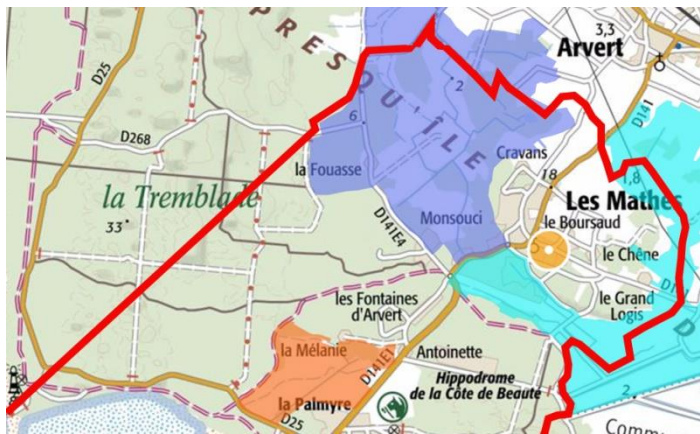 PRESQU'ÎLE
3,3
Arvert
D25
2
D141
6
D268
la Fouasse
Cravans
1,8
la Tremblade
18
Les Mathes
33
Monsouci
le Boursaud
D141E4
le Chêne
les Fontaines
d'Arvert
le Grand
Logis
la Mélanie
Antoinette
D141E1
Hippodrome
de la Côte de Beauté
la Palmyre
D25
2